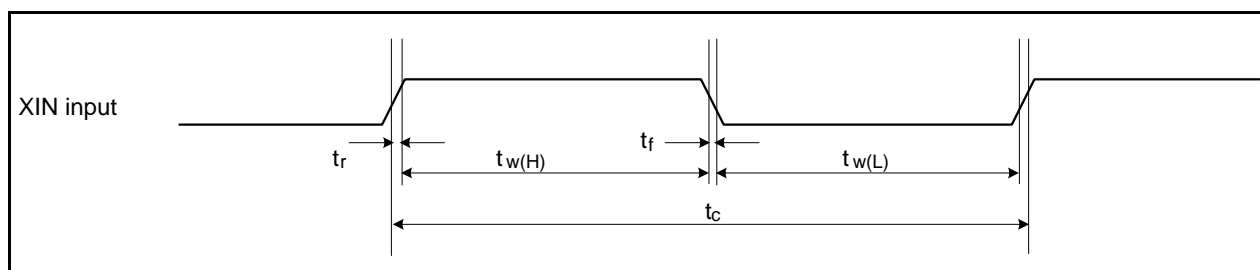 XIN input
tr
tw(H)
tf
tw(L)
tc